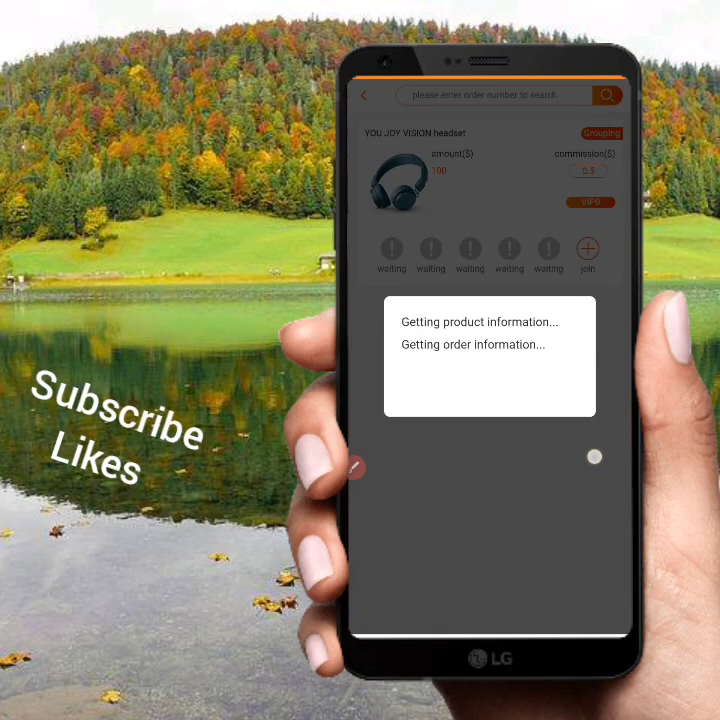 please enter order number to search
YOU JOY VISION headset
Grouping
amount($)
commission($)
100
0.5
VIP0
waiting
waiting
waiting
waiting
waiting
join
Getting product information...
Getting order information...
Subscribe
Likes
LG